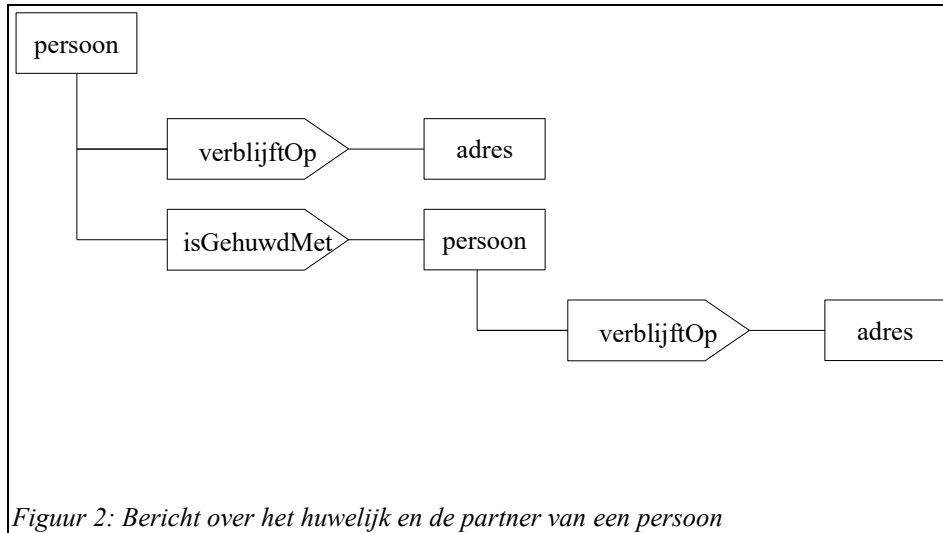 persoon
verblijftOp adres
isGehuwdMet persoon
verblijftOp adres
Figuur 2: Bericht over het huwelijk en de partner van een persoon